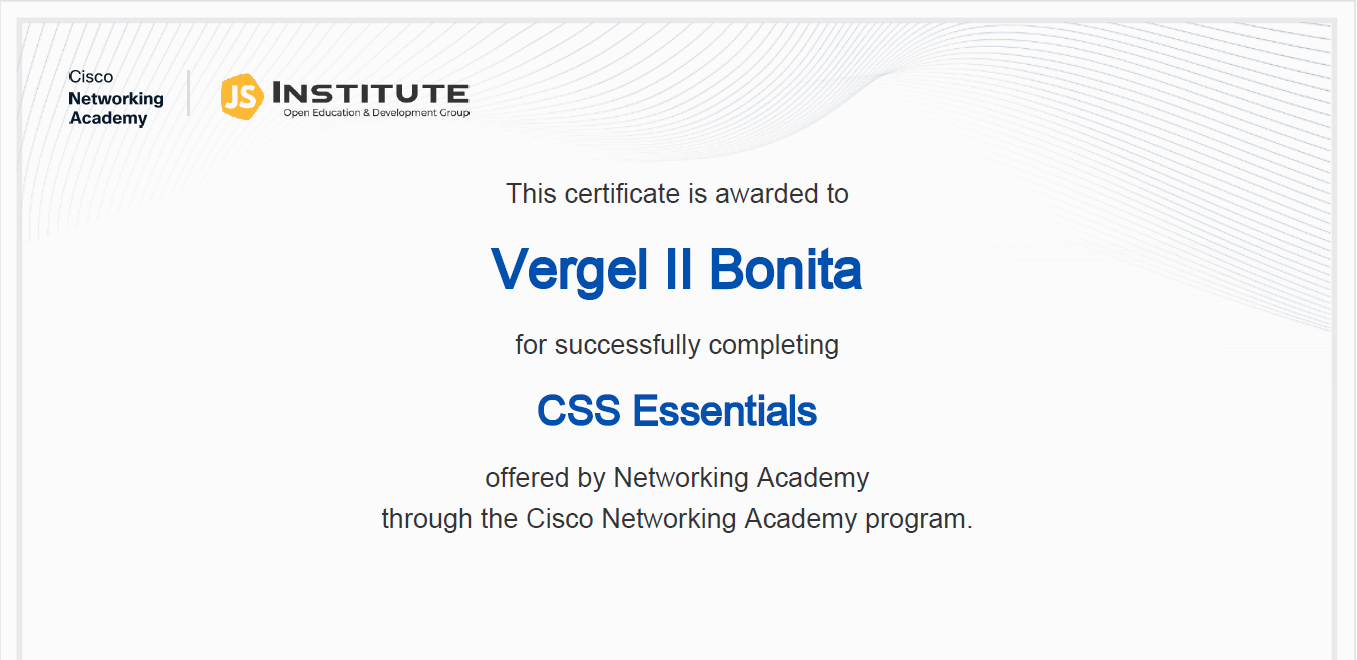 Cisco
Networking
Academy
JS INSTITUTE
Open Education & Development Group
This certificate is awarded to
Vergel II Bonita
for successfully completing
CSS Essentials
offered by Networking Academy
through the Cisco Networking Academy program.